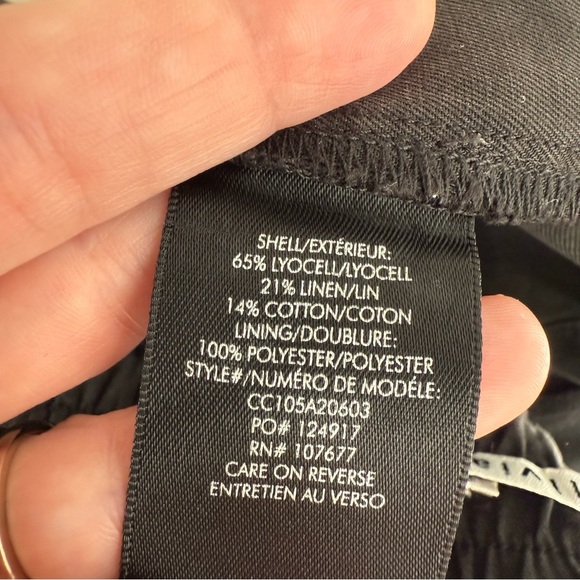 SHELL/EXTÉRIEUR:
65% LYOCELL/LYOCELL
21% LINEN/LIN
14% COTTON/COTON
LINING/DOUBLURE:
100% POLYESTER/POLYESTER
STYLE#/NUMÉRO DE MODÉLE:
CC105A20603
PO# 124917
RN# 107677
CARE ON REVERSE
ENTRETIEN AU VERSO